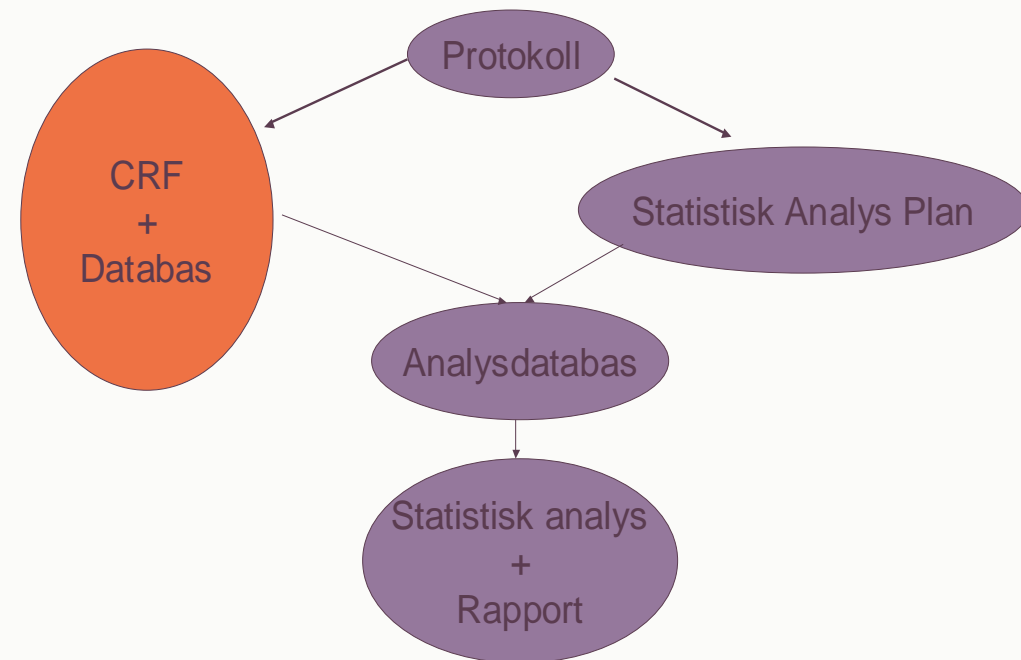 Protokoll
CRF
+
Databas
Statistisk Analys Plan
Analysdatabas
Statistisk analys
+
Rapport